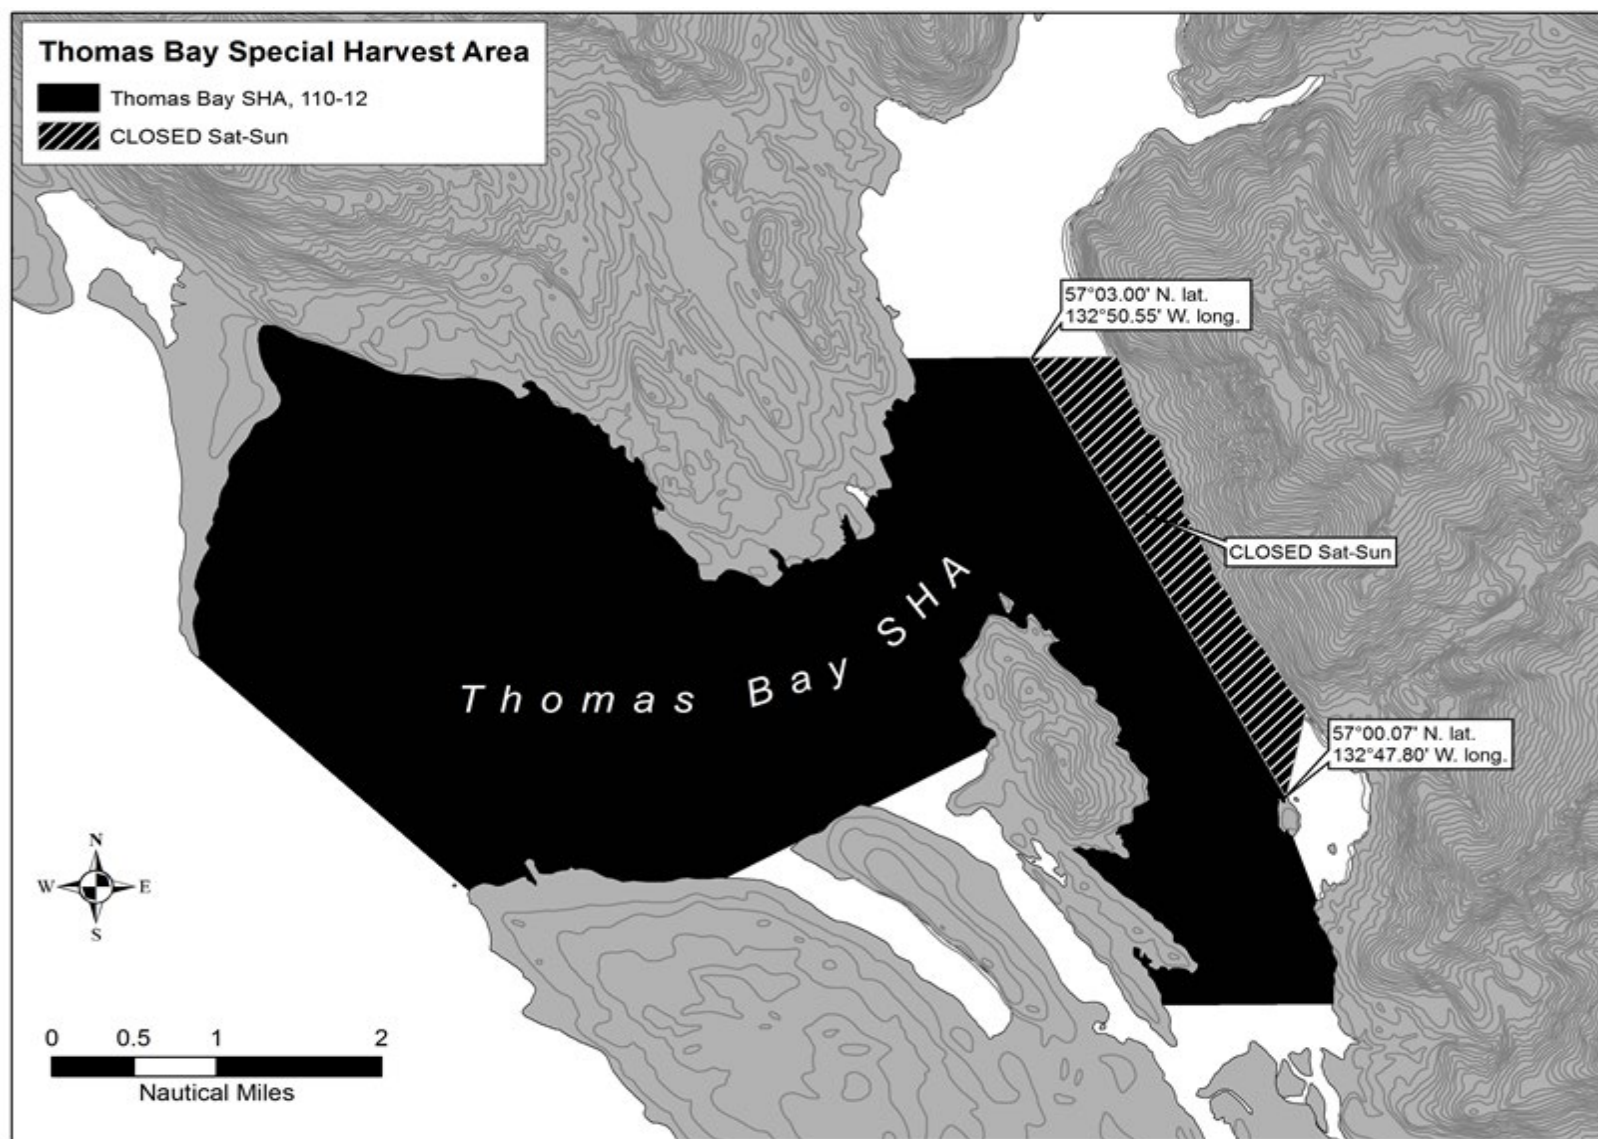 Thomas Bay Special Harvest Area
Thomas Bay SHA, 110-12
CLOSED Sat-Sun
57°03.00' N. lat.
132°50.55' W. long.
CLOSED Sat-Sun
Thomas Bay SHA
57°00.07' N. lat.
132°47.80' W. long.
N
W E
S
0 0.5 1 2
Nautical Miles